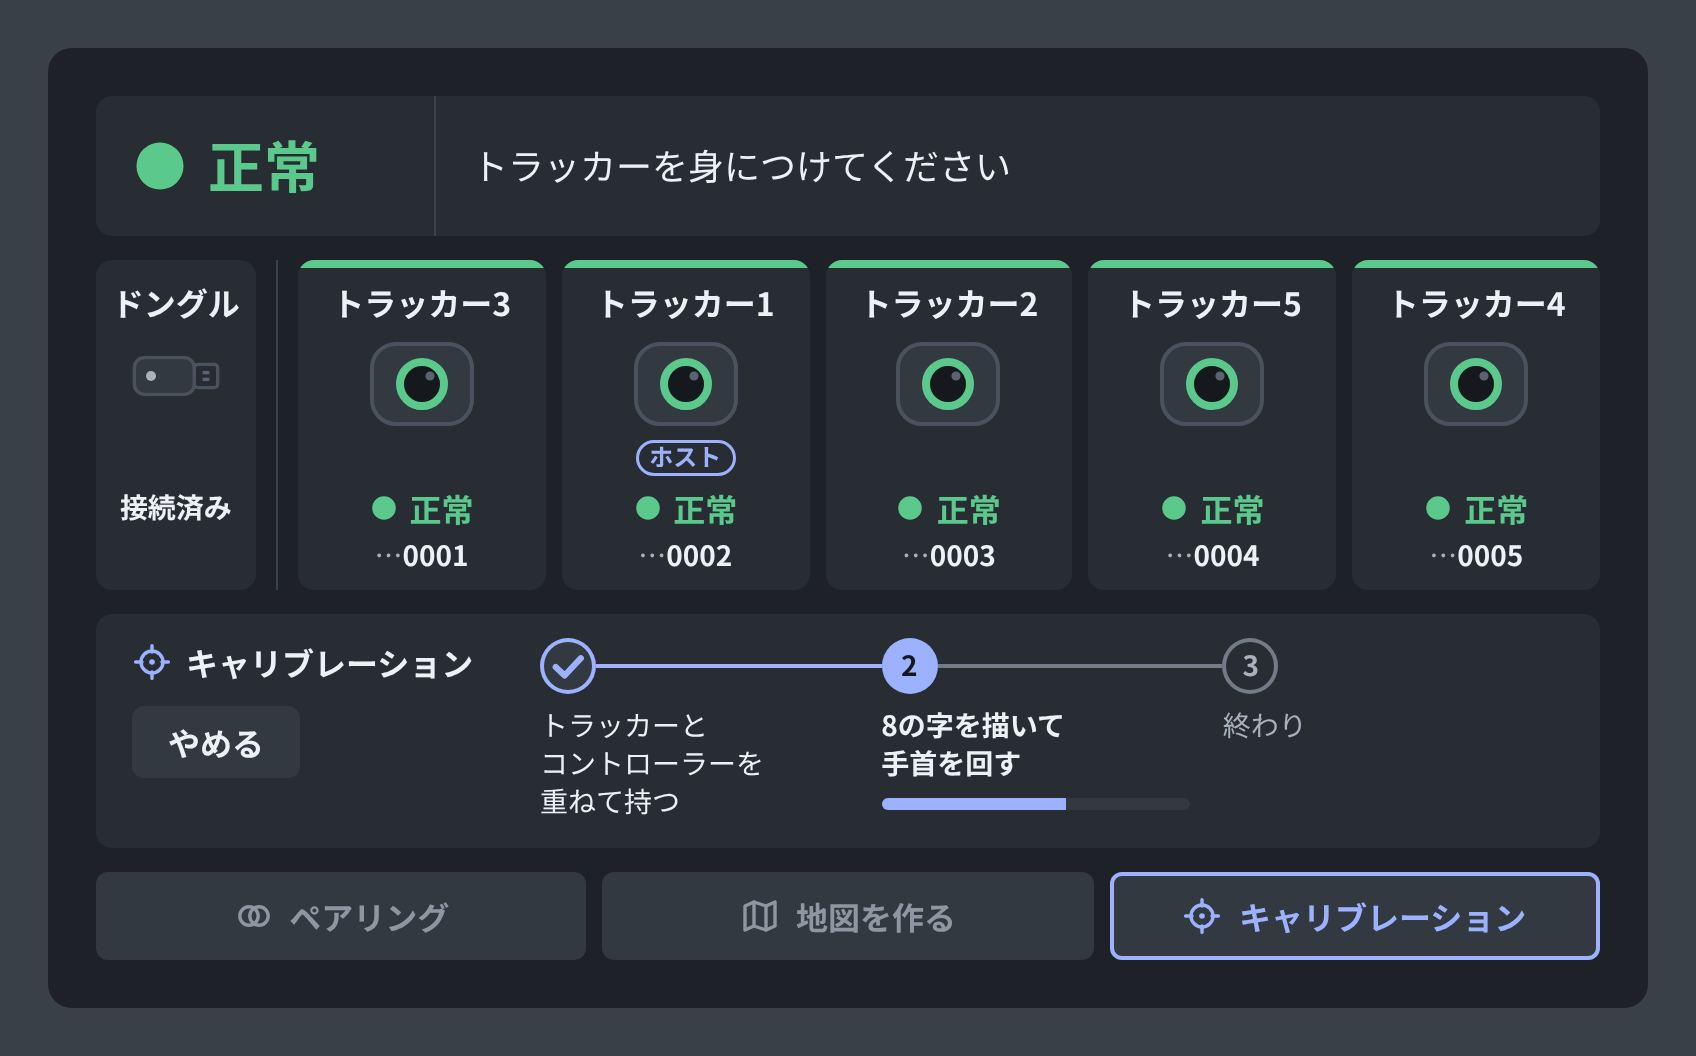 正常
トラッカーを身につけてください
ドングル
接続済み
トラッカー3
正常
…0001
トラッカー1
ホスト
正常
…0002
トラッカー2
正常
…0003
トラッカー5
正常
…0004
トラッカー4
正常
…0005
キャリブレーション
やめる
トラッカーと
コントローラーを
重ねて持つ
2
8の字を描いて
手首を回す
3
終わり
ペアリング
地図を作る
キャリブレーション